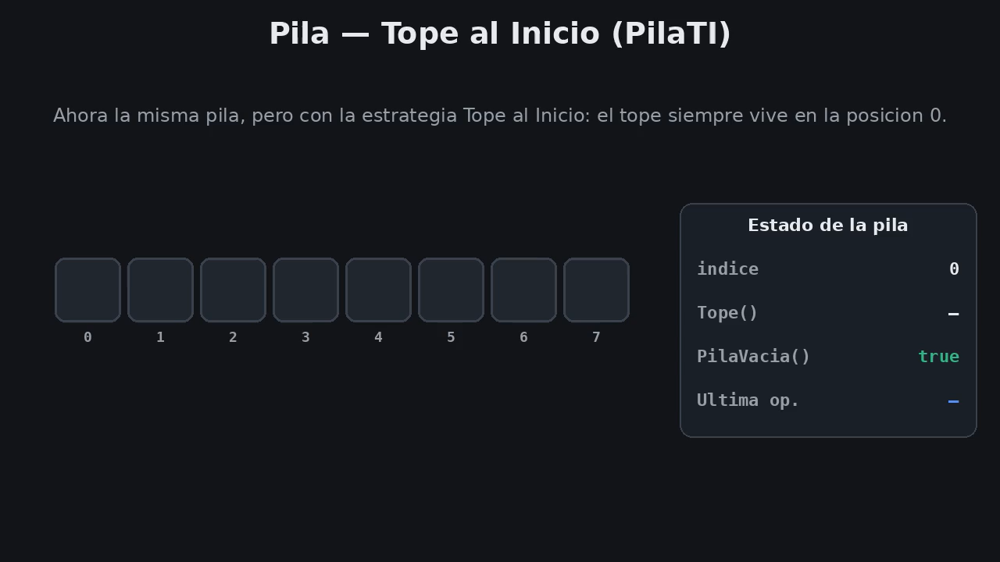 Pila — Tope al Inicio (PilaTI)
Ahora la misma pila, pero con la estrategia Tope al Inicio: el tope siempre vive en la posicion 0.
0 1 2 3 4 5 6 7
Estado de la pila
indice 0
Tope() —
PilaVacia() true
Ultima op. —